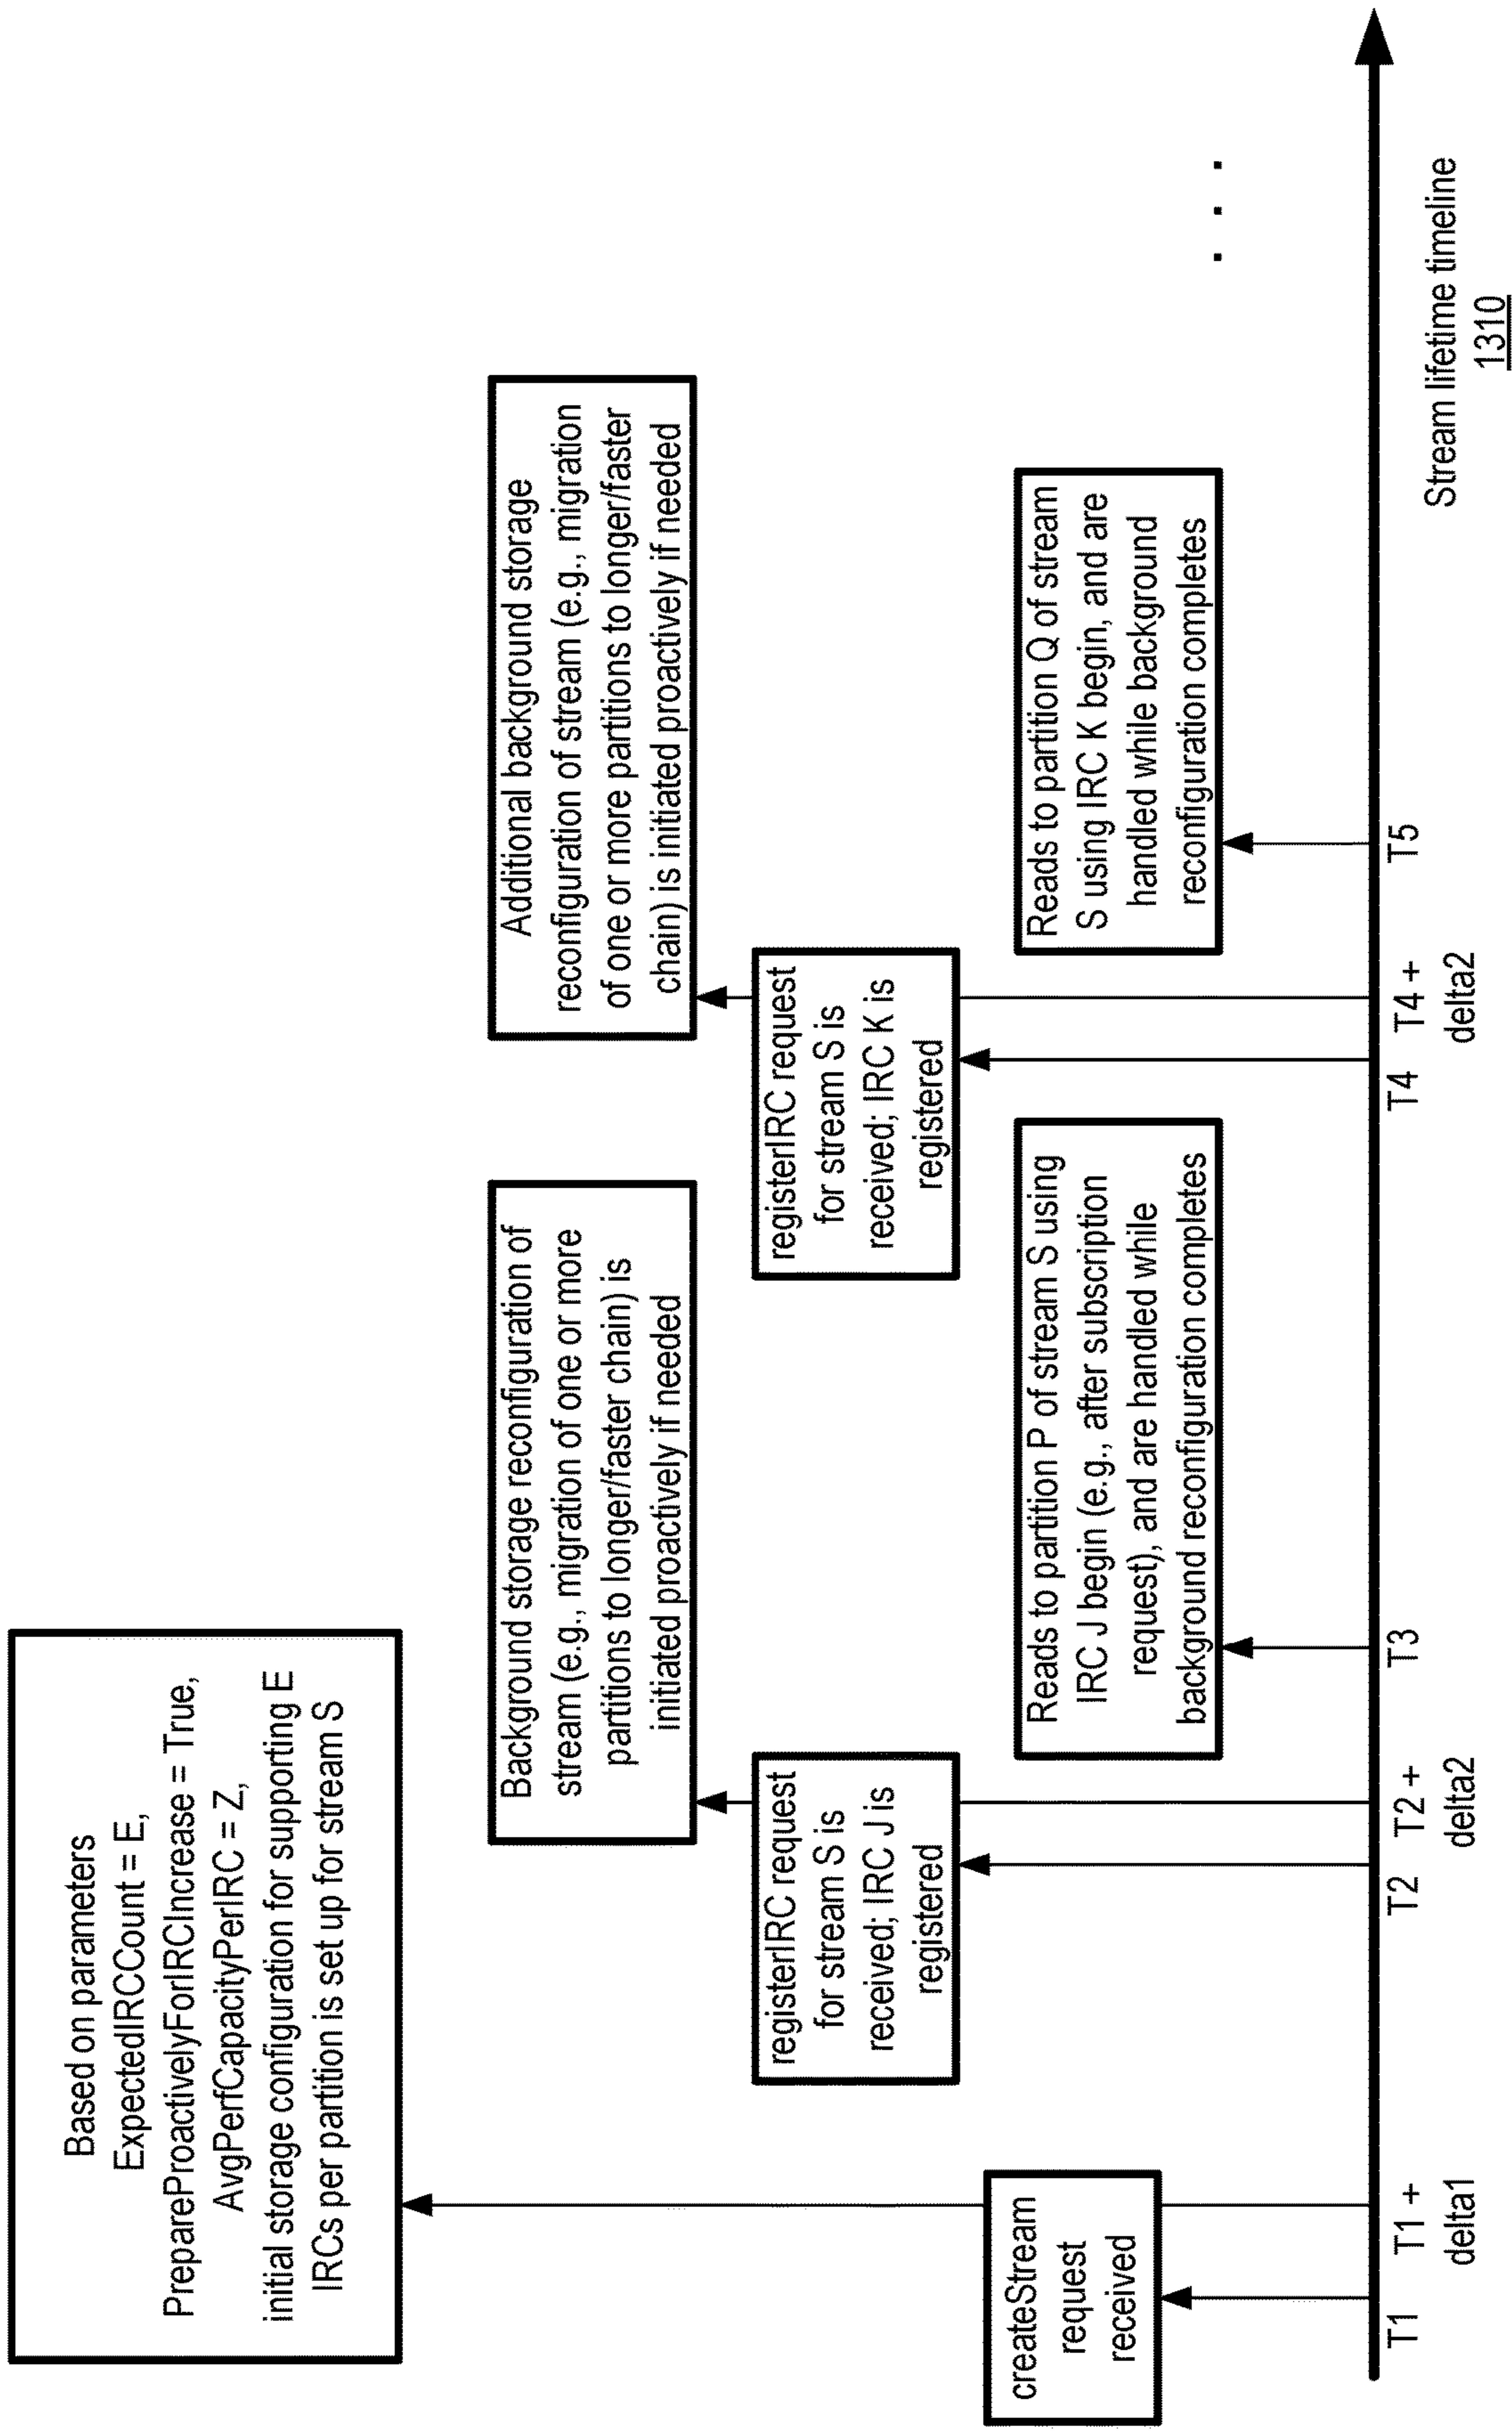 Based on parameters
ExpectedIRCCount = E,
PrepareProactivelyForIRCIncrease = True,
AvgPerfCapacityPerIRC = Z,
initial storage configuration for supporting E
IRCs per partition is set up for stream S
Background storage reconfiguration of
stream (e.g., migration of one or more
partitions to longer/faster chain) is
initiated proactively if needed
Additional background storage
reconfiguration of stream (e.g., migration
of one or more partitions to longer/faster
chain) is initiated proactively if needed
registerIRC request
for stream S is
received; IRC J is
registered
registerIRC request
for stream S is
received; IRC K is
registered
createStream
request
received
Reads to partition P of stream S using
IRC J begin (e.g., after subscription
request), and are handled while
background reconfiguration completes
Reads to partition Q of stream
S using IRC K begin, and are
handled while background
reconfiguration completes
. . .
T1
T1 +
delta1
T2
T2 +
delta2
T3
T4
T4 +
delta2
T5
Stream lifetime timeline
1310